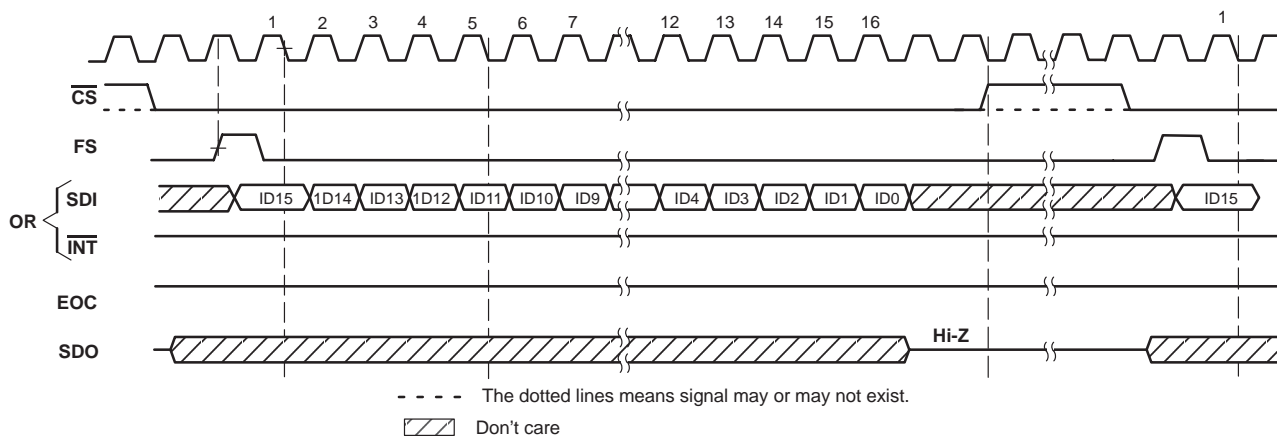 1 2 3 4 5 6 7 12 13 14 15 16 1
CS
FS
SDI ID15 1D14 ID13 1D12 ID11 ID10 ID9 ID4 ID3 ID2 ID1 ID0 ID15
OR
INT
EOC
SDO Hi-Z
The dotted lines means signal may or may not exist.
Don't care